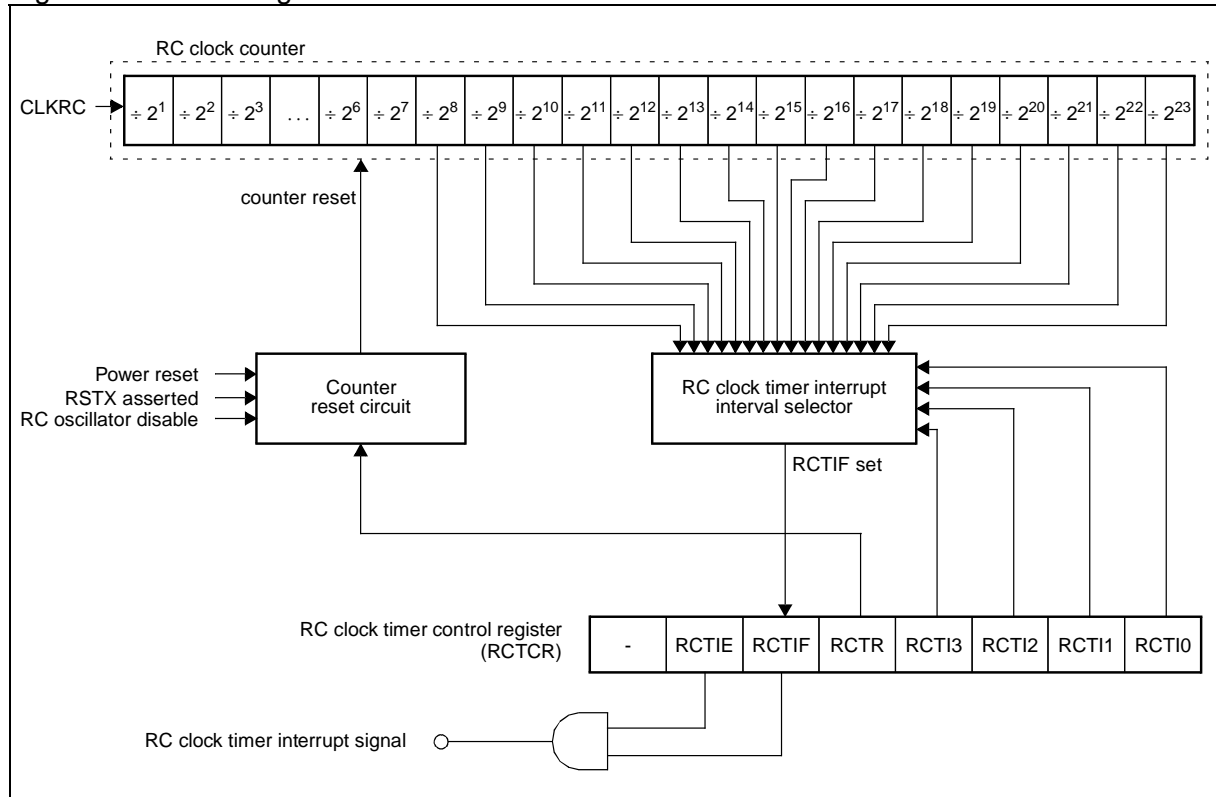 RC clock counter
CLKRC
÷ 2¹ ÷ 2² ÷ 2³ ... ÷ 2⁶ ÷ 2⁷ ÷ 2⁸ ÷ 2⁹ ÷ 2¹⁰ ÷ 2¹¹ ÷ 2¹² ÷ 2¹³ ÷ 2¹⁴ ÷ 2¹⁵ ÷ 2¹⁶ ÷ 2¹⁷ ÷ 2¹⁸ ÷ 2¹⁹ ÷ 2²⁰ ÷ 2²¹ ÷ 2²² ÷ 2²³
counter reset
Power reset
RSTX asserted
RC oscillator disable
Counter
reset circuit
RC clock timer interrupt
interval selector
RCTIF set
RC clock timer control register
(RCTCR)
- RCTIE RCTIF RCTR RCTI3 RCTI2 RCTI1 RCTI0
RC clock timer interrupt signal